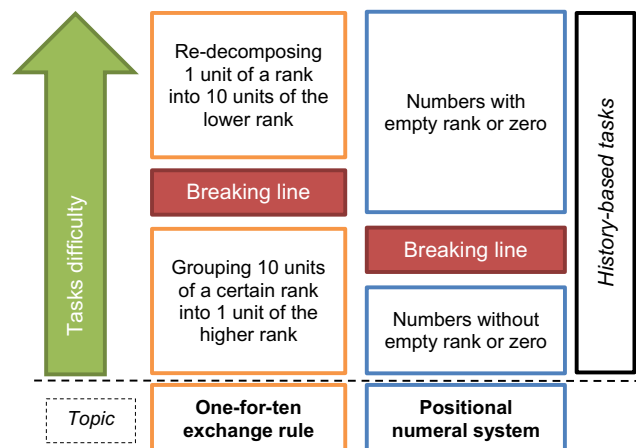 Tasks difficulty
Re-decomposing
1 unit of a rank
into 10 units of the
lower rank
Breaking line
Grouping 10 units
of a certain rank
into 1 unit of the
higher rank
Numbers with
empty rank or zero
Breaking line
Numbers without
empty rank or zero
History-based tasks
Topic
One-for-ten
exchange rule
Positional
numeral system